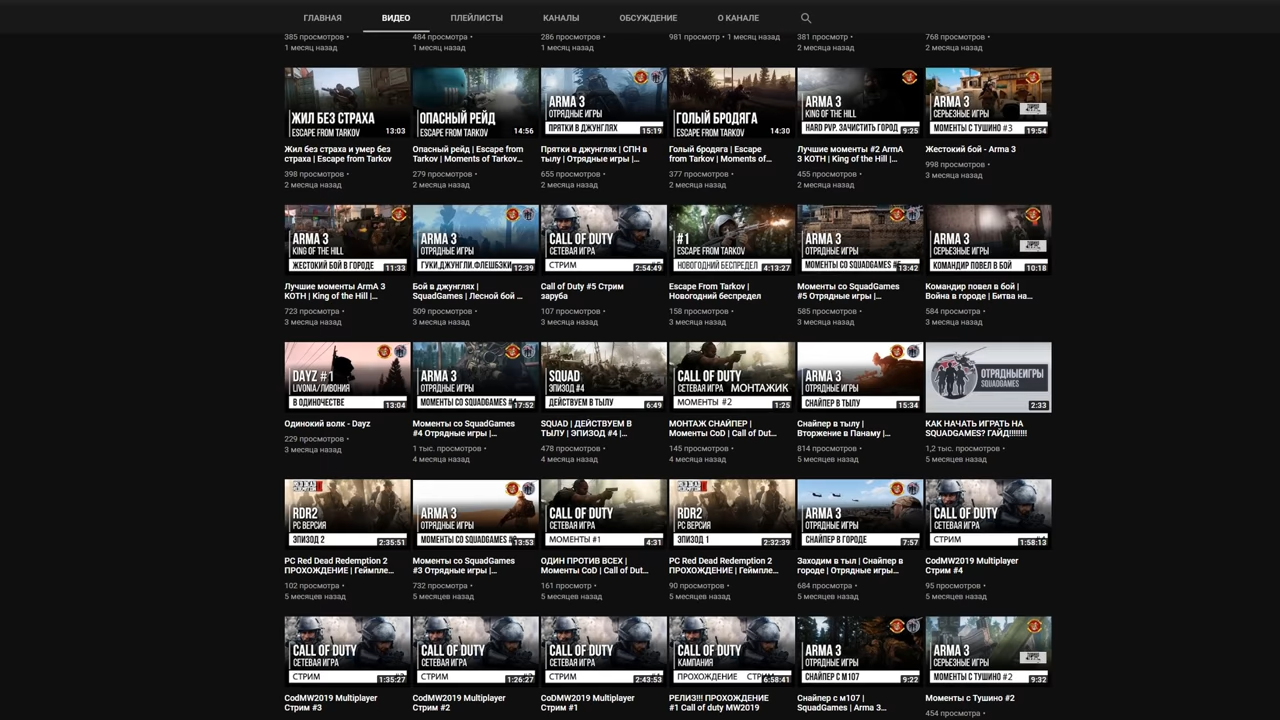 ГЛАВНАЯ ВИДЕО ПЛЕЙЛИСТЫ КАНАЛЫ ОБСУЖДЕНИЕ О КАНАЛЕ
385 просмотров • 484 просмотра • 286 просмотров • 981 просмотр • 1 месяц назад 381 просмотр • 768 просмотров •
1 месяц назад 1 месяц назад 1 месяц назад 2 месяца назад 2 месяца назад
ЖИЛ БЕЗ СТРАХА
ESCAPE FROM TARKOV 13:03
ОПАСНЫЙ РЕЙД
ESCAPE FROM TARKOV 14:56
ARMA 3
ОТРЯДНЫЕ ИГРЫ
ПРЯТКИ В ДЖУНГЛЯХ 15:19
ГОЛЫЙ БРОДЯГА
ESCAPE FROM TARKOV 14:30
ARMA 3
KING OF THE HILL
HARD PVP. ЗАЧИСТИТЬ ГОРОД 9:25
ARMA 3
СЕРЬЕЗНЫЕ ИГРЫ
МОМЕНТЫ С ТУШИНО #3 19:54
Жил без страха и умер без
страха | Escape from Tarkov
398 просмотров •
2 месяца назад
Опасный рейд | Escape from
Tarkov | Moments of Tarkov...
279 просмотров •
2 месяца назад
Прятки в джунглях | СПН в
тылу | Отрядные игры |...
655 просмотров •
2 месяца назад
Голый бродяга | Escape
from Tarkov | Moments of...
377 просмотров •
2 месяца назад
Лучшие моменты #2 ArmA
3 KOTH | King of the Hill |...
455 просмотров •
2 месяца назад
Жестокий бой - Arma 3
998 просмотров •
3 месяца назад
ARMA 3
KING OF THE HILL
ЖЕСТОКИЙ БОЙ В ГОРОДЕ 11:33
ARMA 3
ОТРЯДНЫЕ ИГРЫ
ГУКИ,ДЖУНГЛИ.ФЛЕШБЭКИ 12:39
CALL OF DUTY
СЕТЕВАЯ ИГРА
СТРИМ 2:54:49
#1
ESCAPE FROM TARKOV
НОВОГОДНИЙ БЕСПРЕДЕЛ 4:13:27
ARMA 3
ОТРЯДНЫЕ ИГРЫ
МОМЕНТЫ СО SQUADGAMES 13:42
ARMA 3
СЕРЬЕЗНЫЕ ИГРЫ
КОМАНДИР ПОВЕЛ В БОЙ 10:18
Лучшие моменты ArmA 3
KOTH | King of the Hill |...
723 просмотра •
3 месяца назад
Бой в джунглях |
SquadGames | Лесной бой ...
509 просмотров •
3 месяца назад
Call of Duty #5 Стрим
заруба
107 просмотров •
3 месяца назад
Escape From Tarkov |
Новогодний беспредел
158 просмотров •
3 месяца назад
Моменты со SquadGames
#5 Отрядные игры |...
585 просмотров •
3 месяца назад
Командир повел в бой |
Война в городе | Битва на...
584 просмотра •
3 месяца назад
DAYZ #1
LIVONIA/ЛИВОНИЯ
В ОДИНОЧЕСТВЕ 13:04
ARMA 3
ОТРЯДНЫЕ ИГРЫ
МОМЕНТЫ СО SQUADGAMES 17:52
SQUAD
ЭПИЗОД #4
ДЕЙСТВУЕМ В ТЫЛУ 6:49
CALL OF DUTY
СЕТЕВАЯ ИГРА МОНТАЖИК
МОМЕНТЫ #2 1:25
ARMA 3
ОТРЯДНЫЕ ИГРЫ
СНАЙПЕР В ТЫЛУ 15:34
ОТРЯДНЫЕИГРЫ
SQUADGAMES
2:33
Одинокий волк - Dayz
229 просмотров •
3 месяца назад
Моменты со SquadGames
#4 Отрядные игры |...
1 тыс. просмотров •
4 месяца назад
SQUAD | ДЕЙСТВУЕМ В
ТЫЛУ | ЭПИЗОД #4 |...
478 просмотров •
4 месяца назад
МОНТАЖ СНАЙПЕР |
Моменты CoD | Call of Dut...
145 просмотров •
4 месяца назад
Снайпер в тылу |
Вторжение в Панаму |...
814 просмотров •
5 месяцев назад
КАК НАЧАТЬ ИГРАТЬ НА
SQUADGAMES? ГАЙД!!!!!!!!
1,2 тыс. просмотров •
5 месяцев назад
RDR2
PC ВЕРСИЯ
ЭПИЗОД 2 2:35:51
ARMA 3
ОТРЯДНЫЕ ИГРЫ
МОМЕНТЫ СО SQUADGAMES 13:53
CALL OF DUTY
СЕТЕВАЯ ИГРА
МОМЕНТЫ #1 4:31
RDR2
PC ВЕРСИЯ
ЭПИЗОД 1 2:32:39
ARMA 3
ОТРЯДНЫЕ ИГРЫ
СНАЙПЕР В ГОРОДЕ 7:57
CALL OF DUTY
СЕТЕВАЯ ИГРА
СТРИМ 1:58:13
PC Red Dead Redemption 2
ПРОХОЖДЕНИЕ | Геймпле...
102 просмотра •
5 месяцев назад
Моменты со SquadGames
#3 Отрядные игры |...
732 просмотра •
5 месяцев назад
ОДИН ПРОТИВ ВСЕХ |
Моменты CoD | Call of Dut...
161 просмотр •
5 месяцев назад
PC Red Dead Redemption 2
ПРОХОЖДЕНИЕ | Геймпле...
90 просмотров •
5 месяцев назад
Заходим в тыл | Снайпер в
городе | Отрядные игры...
684 просмотра •
5 месяцев назад
CodMW2019 Multiplayer
Стрим #4
95 просмотров •
5 месяцев назад
CALL OF DUTY
СЕТЕВАЯ ИГРА
СТРИМ 1:35:27
CALL OF DUTY
СЕТЕВАЯ ИГРА
СТРИМ 1:26:27
CALL OF DUTY
СЕТЕВАЯ ИГРА
СТРИМ 2:43:53
CALL OF DUTY
КАМПАНИЯ
ПРОХОЖДЕНИЕ СТРИМ 6:58:41
ARMA 3
ОТРЯДНЫЕ ИГРЫ
СНАЙПЕР С М107 9:22
ARMA 3
СЕРЬЕЗНЫЕ ИГРЫ
МОМЕНТЫ С ТУШИНО #2 9:32
CodMW2019 Multiplayer
Стрим #3
CodMW2019 Multiplayer
Стрим #2
CoDMW2019 Multiplayer
Стрим #1
РЕЛИЗ!!! ПРОХОЖДЕНИЕ
#1 Call of duty MW2019
Снайпер с м107 |
SquadGames | Arma 3...
Моменты с Тушино #2
454 просмотра •